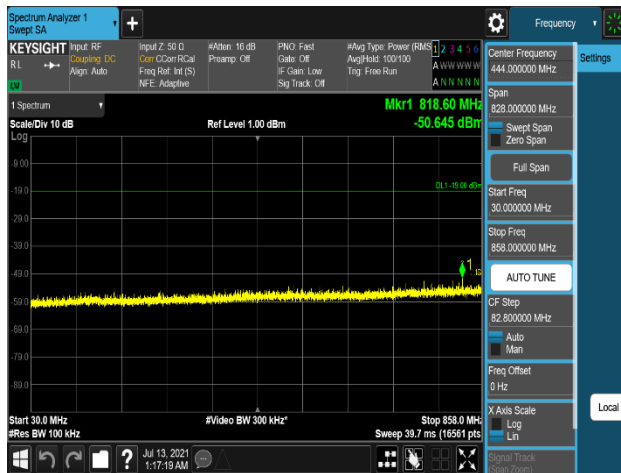 Spectrum Analyzer 1
Swept SA
Frequency
KEYSIGHT
RL
Input: RF
Coupling: DC
Align: Auto
Input Z: 50 Ω
Corr CCorr RCal
Freq Ref: Int (S)
NFE: Adaptive
#Atten: 16 dB
Preamp: Off
PNO: Fast
Gate: Off
IF Gain: Low
Sig Track: Off
#Avg Type: Power (RMS
Avg|Hold: 100/100
Trig: Free Run
1 2 3 4 5 6
A W W W W W
A N N N N N
1 Spectrum
Scale/Div 10 dB
Log
Ref Level 1.00 dBm
Mkr1 818.60 MHz
-50.645 dBm
DL1 -19.00 dBm
-9.00
-19.0
-29.0
-39.0
-49.0
-59.0
-69.0
-79.0
-89.0
1
Start 30.0 MHz
#Res BW 100 kHz
#Video BW 300 kHz*
Stop 858.0 MHz
Sweep 39.7 ms (16561 pts
Jul 13, 2021
1:17:19 AM
Center Frequency
444.000000 MHz
Settings
Span
828.000000 MHz
Swept Span
Zero Span
Full Span
Start Freq
30.000000 MHz
Stop Freq
858.000000 MHz
AUTO TUNE
CF Step
82.800000 MHz
Auto
Man
Freq Offset
0 Hz
X Axis Scale
Log
Lin
Local
Signal Track
(Span Zoom)